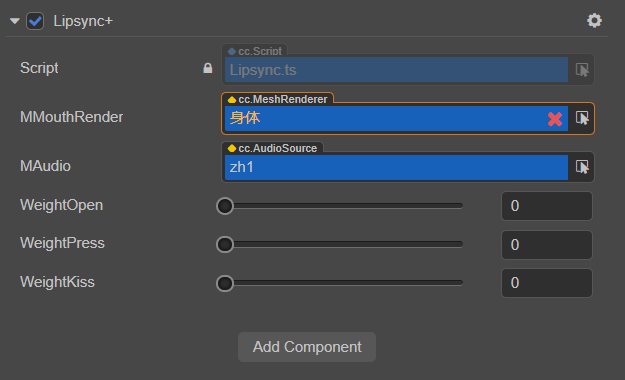 Lipsync+
cc.Script
Script
Lipsync.ts
cc.MeshRenderer
MMouthRender
身体
cc.AudioSource
MAudio
zh1
WeightOpen
0
WeightPress
0
WeightKiss
0
Add Component